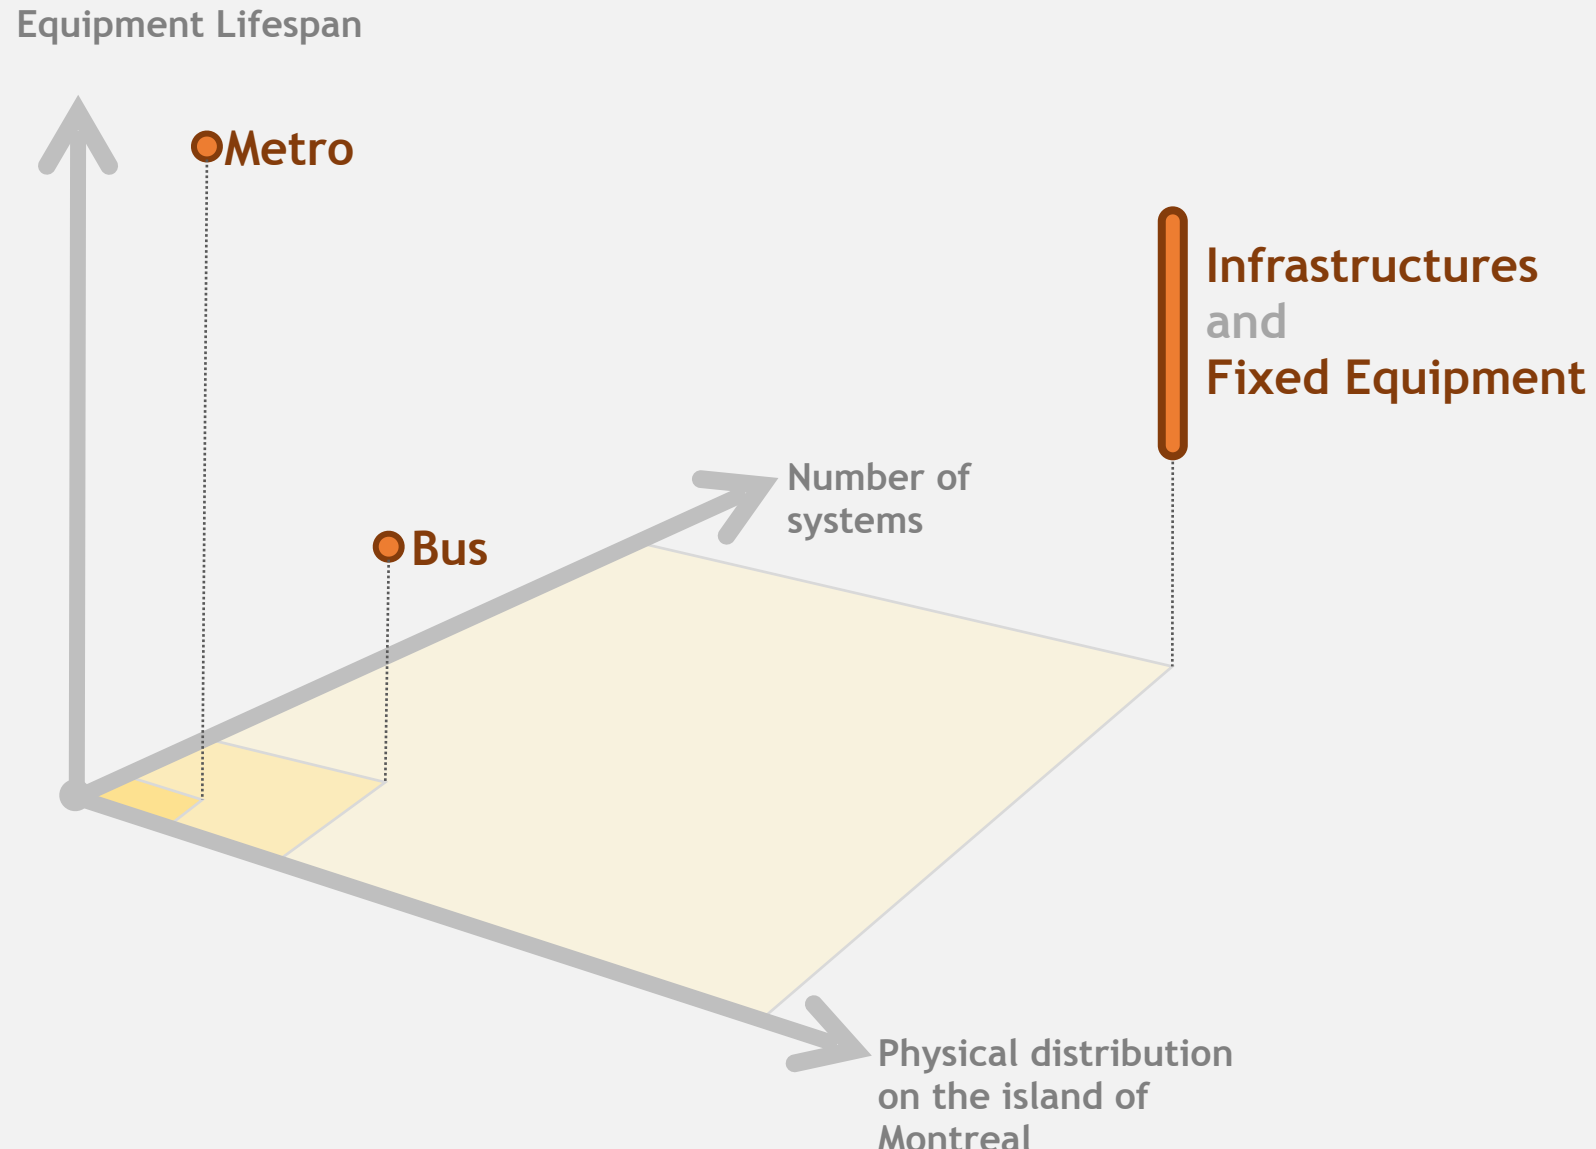 Equipment Lifespan
Metro
Infrastructures
and
Fixed Equipment
Number of
systems
Bus
Physical distribution
on the island of
Montreal